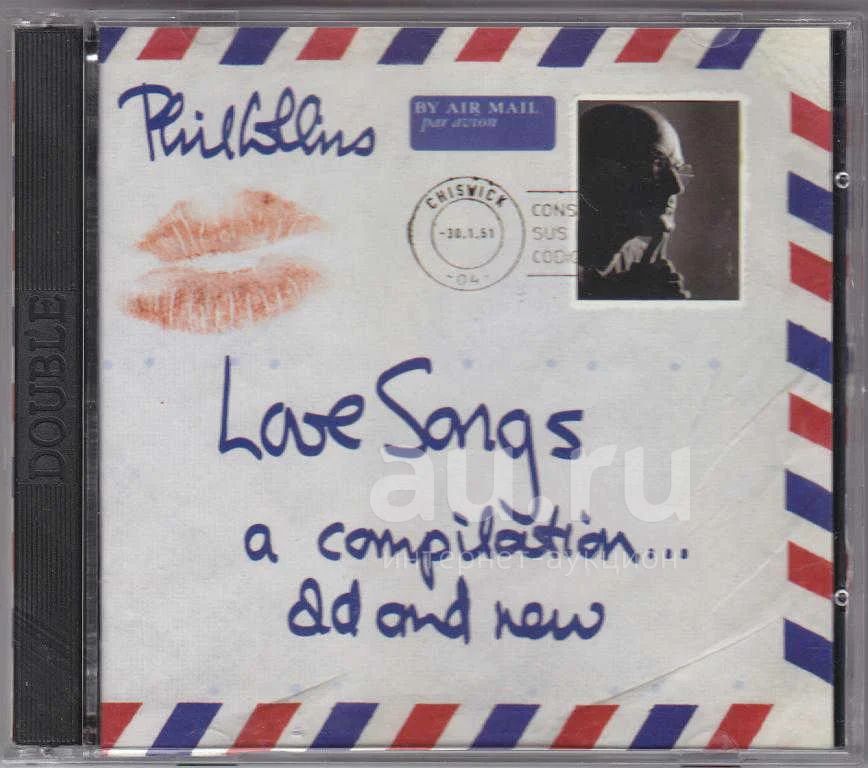 Phil Collins
BY AIR MAIL
par avion
CHISWICK
-30.1.51
-04-
CONS
SUS
CÓDIG
DOUBLE
Love Songs
au.ru
интернет аукцион
a compilation...
old and new